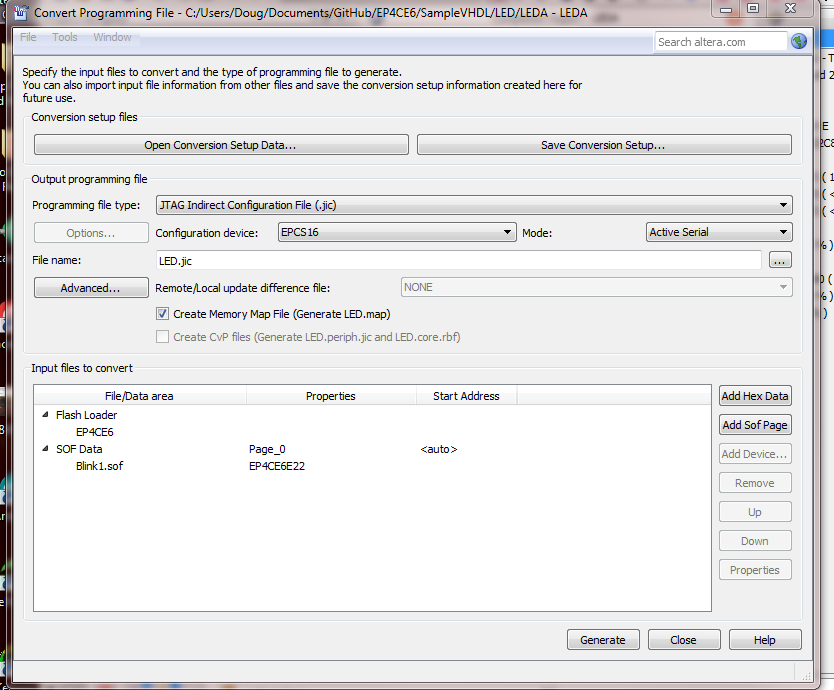 Convert Programming File - C:/Users/Doug/Documents/GitHub/EP4CE6/SampleVHDL/LED/LEDA - LEDA
File Tools Window
Search altera.com
Specify the input files to convert and the type of programming file to generate.
You can also import input file information from other files and save the conversion setup information created here for
future use.
Conversion setup files
Open Conversion Setup Data... Save Conversion Setup...
Output programming file
Programming file type: JTAG Indirect Configuration File (.jic)
Options... Configuration device: EPCS16 Mode: Active Serial
File name: LED.jic ...
Advanced... Remote/Local update difference file: NONE
Create Memory Map File (Generate LED.map)
Create CvP files (Generate LED.periph.jic and LED.core.rbf)
Input files to convert
File/Data area Properties Start Address
Add Hex Data
Flash Loader
EP4CE6
Add Sof Page
SOF Data Page_0 <auto>
Add Device...
Blink1.sof EP4CE6E22
Remove
Up
Down
Properties
Generate Close Help